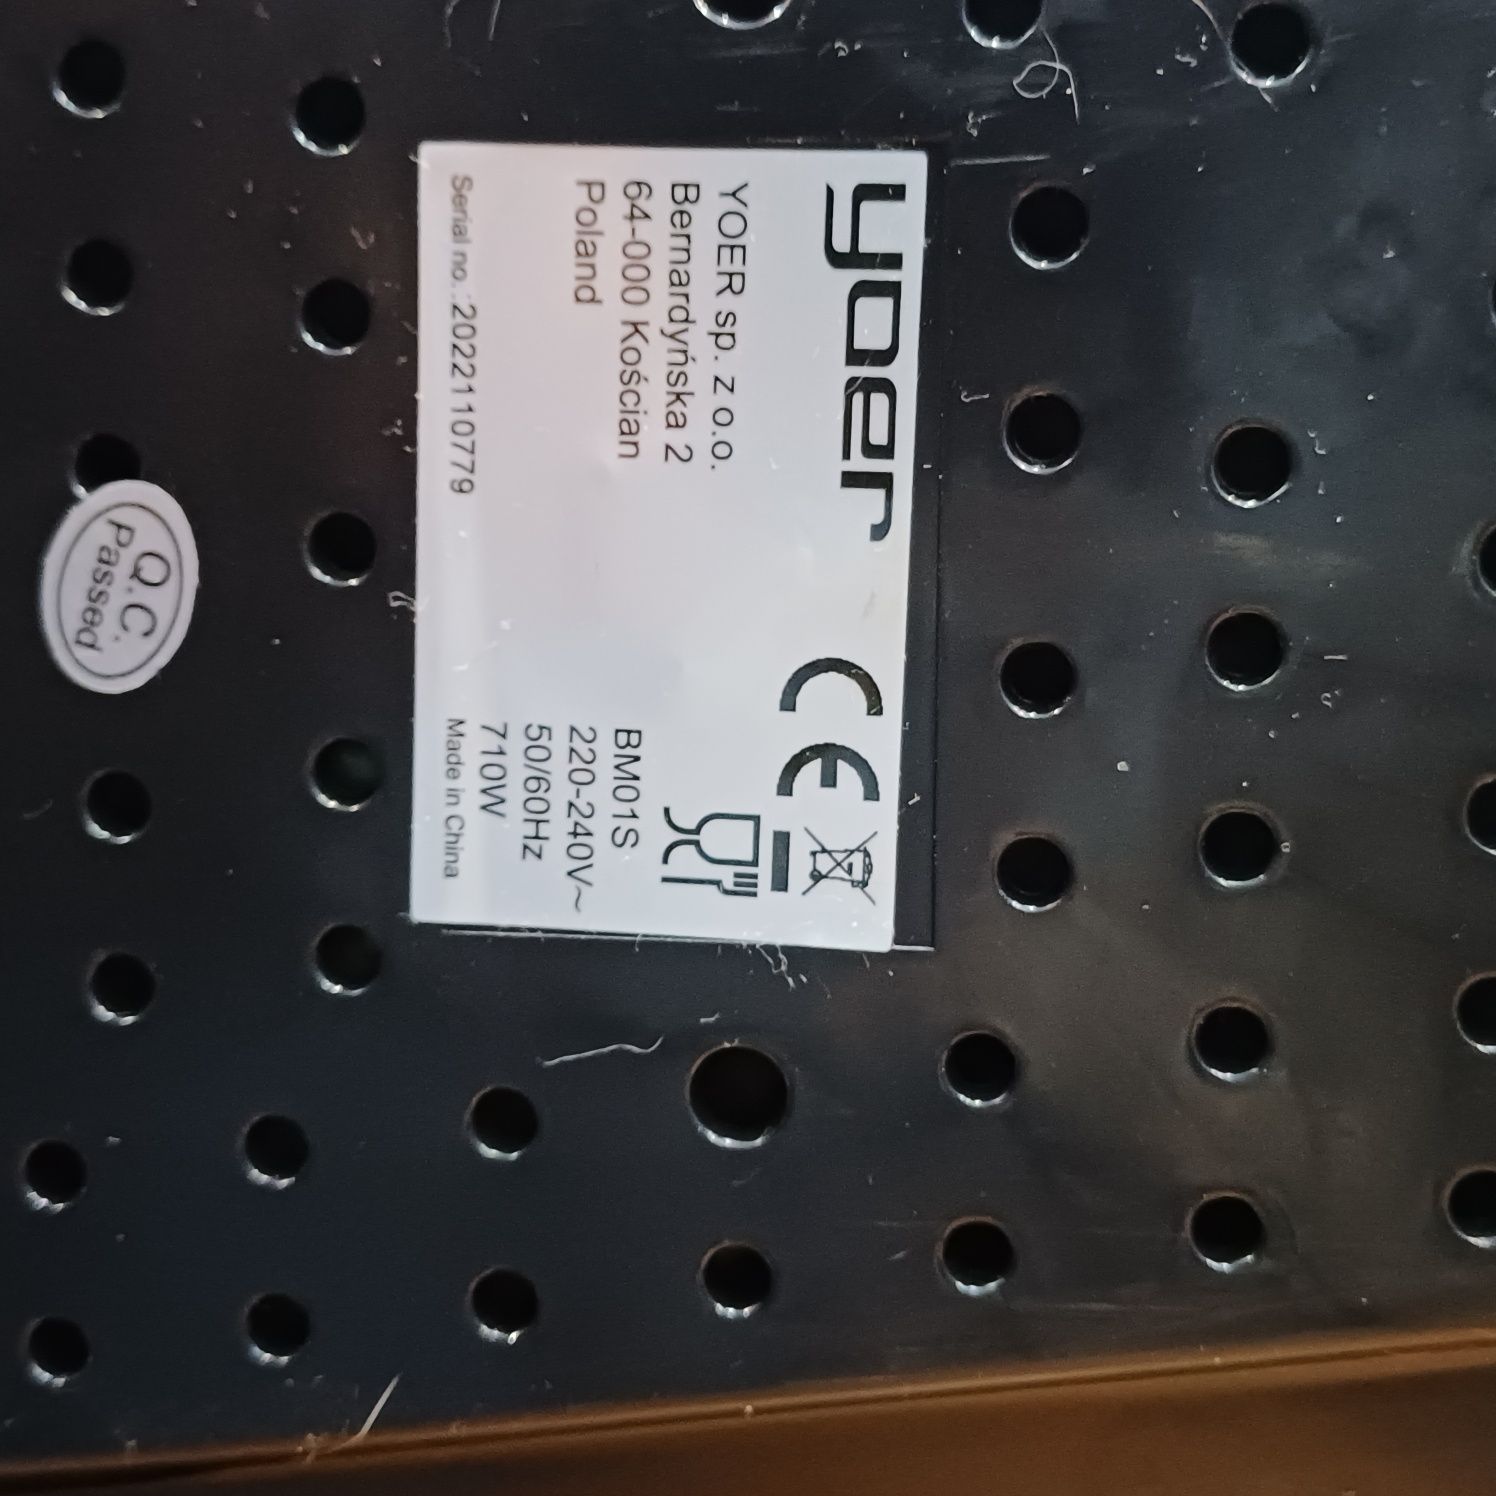 yoer
YOER sp. z o.o.
Bernardyńska 2
64-000 Kościan
Poland
Serial no.:2022110779
CE
BM01S
220-240V~
50/60Hz
710W
Made in China
Q.C.
Passed